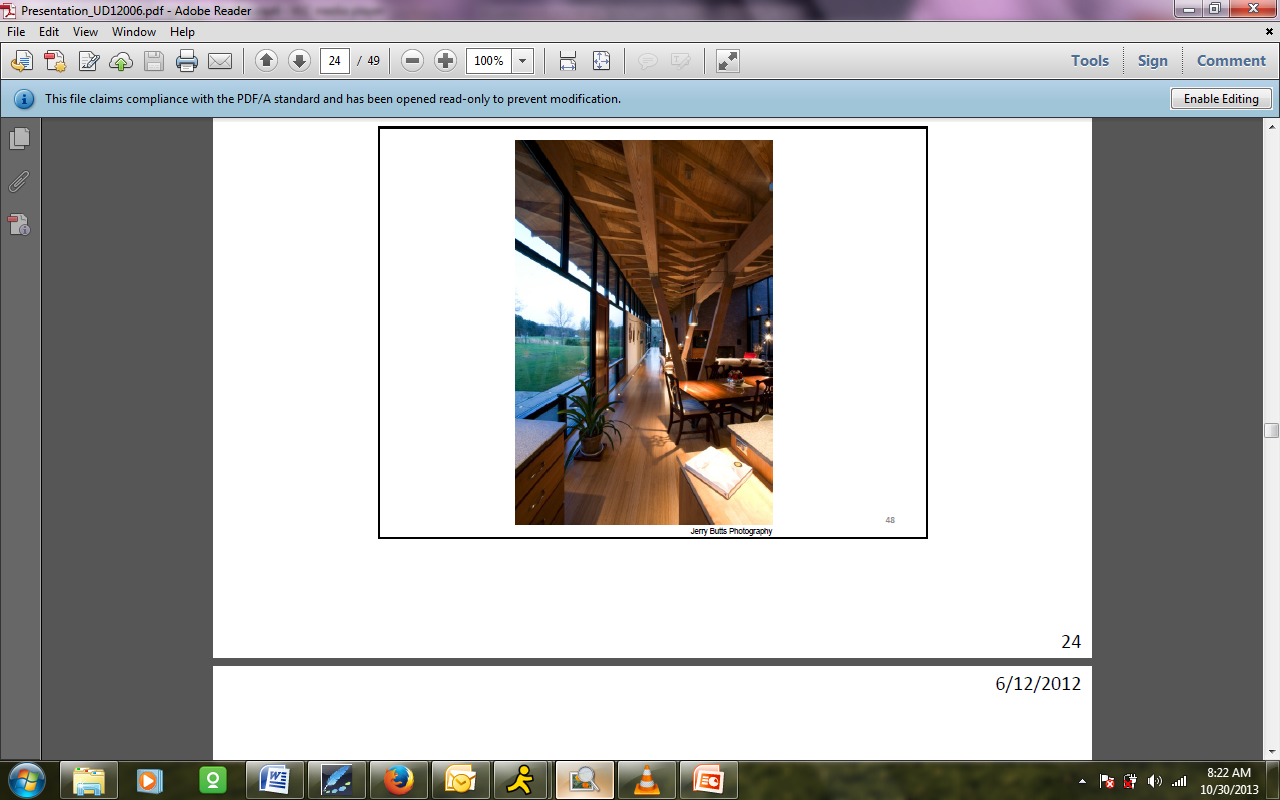 Presentation_UD12006.pdf - Adobe Reader
File Edit View Window Help
24 / 49 100% Tools Sign Comment
This file claims compliance with the PDF/A standard and has been opened read-only to prevent modification. Enable Editing
48
Jerry Butts Photography
24
6/12/2012
8:22 AM
10/30/2013